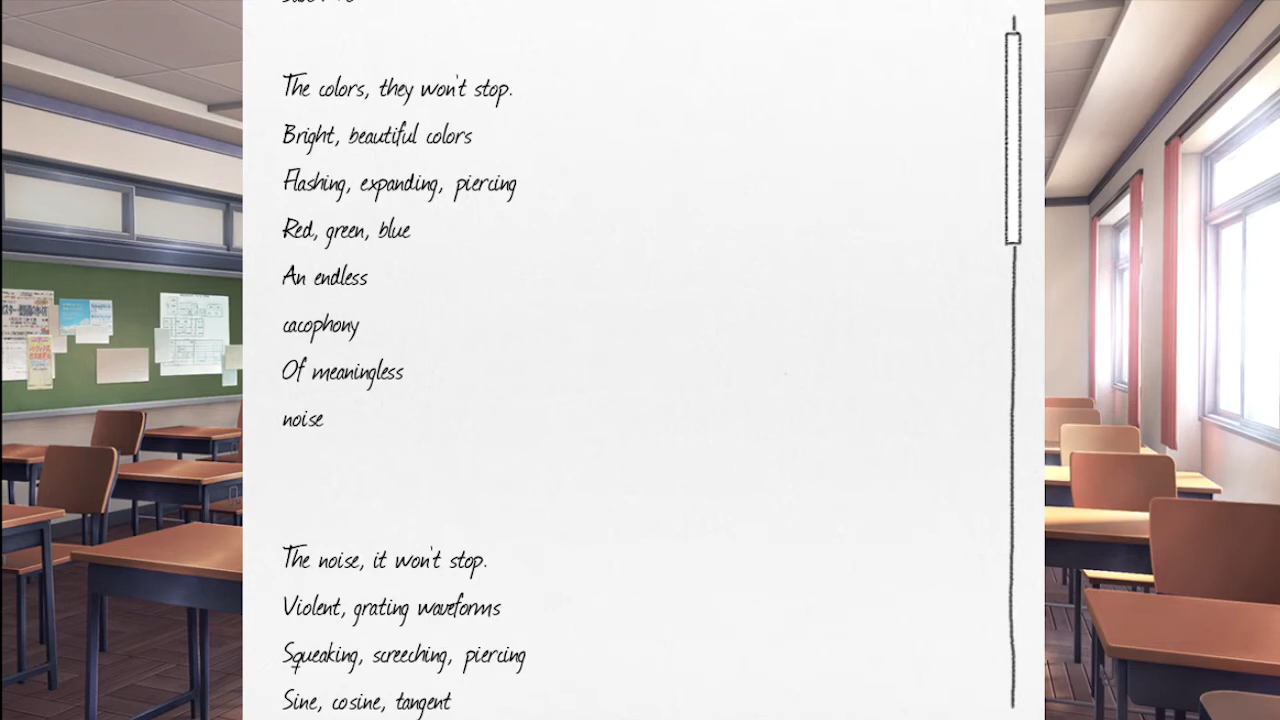 The colors, they won't stop.
Bright, beautiful colors
Flashing, expanding, piercing
Red, green, blue
An endless
cacophony
Of meaningless
noise
The noise, it won't stop.
Violent, grating waveforms
Squeaking, screeching, piercing
Sine, cosine, tangent